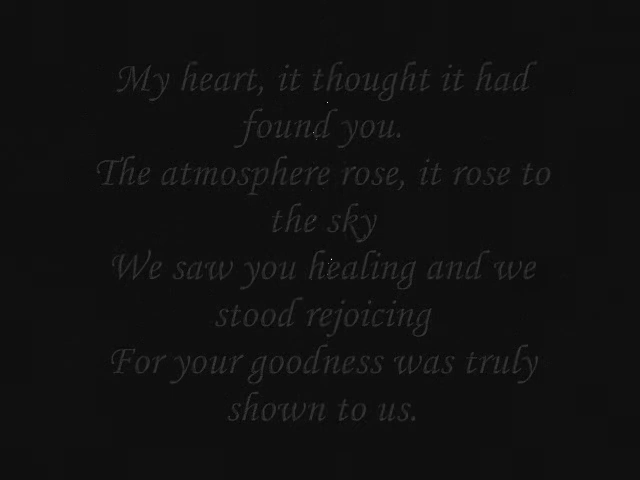 My heart, it thought it had
found you.
The atmosphere rose, it rose to
the sky
We saw you healing and we
stood rejoicing
For your goodness was truly
shown to us.